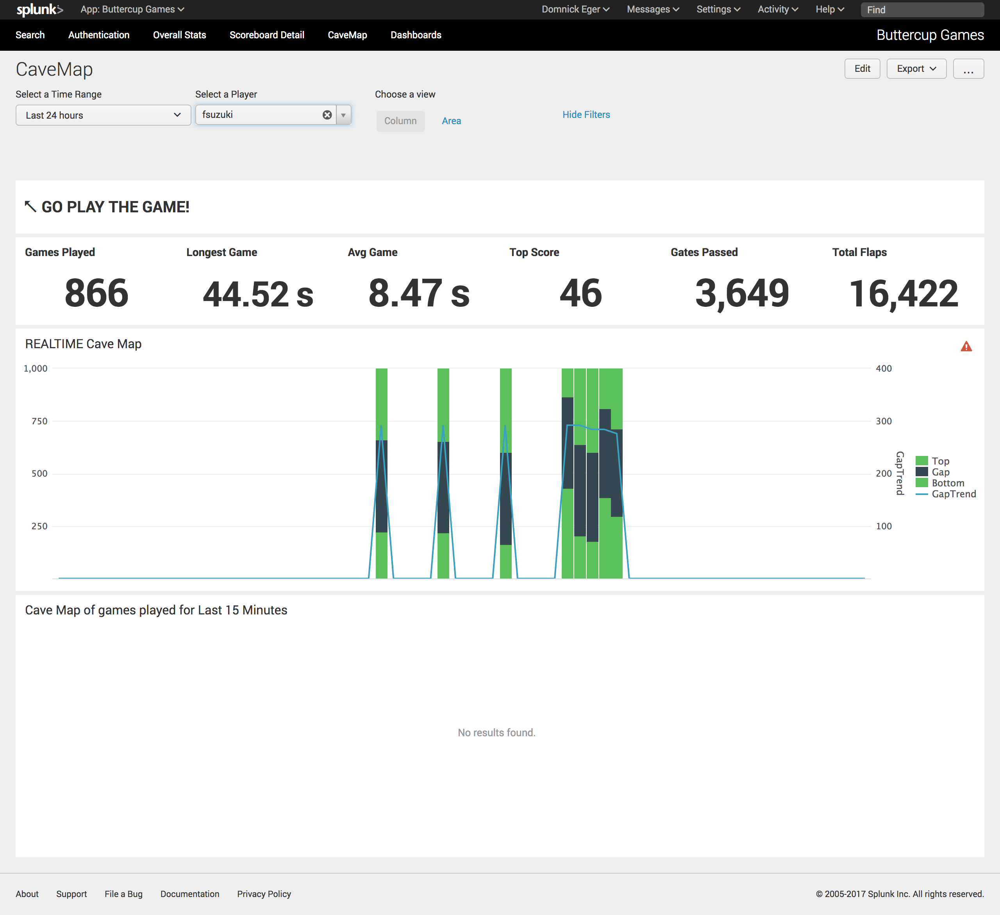 splunk> App: Buttercup Games Domnick Eger Messages Settings Activity Help Find
Search Authentication Overall Stats Scoreboard Detail CaveMap Dashboards Buttercup Games
CaveMap Edit Export ...
Select a Time Range Select a Player Choose a view
Last 24 hours fsuzuki Column Area Hide Filters
↖ GO PLAY THE GAME!
Games Played Longest Game Avg Game Top Score Gates Passed Total Flaps
866 44.52 s 8.47 s 46 3,649 16,422
REALTIME Cave Map
1,000 400
750 300
500 200
250 100
GapTrend
Top
Gap
Bottom
GapTrend
Cave Map of games played for Last 15 Minutes
No results found.
About Support File a Bug Documentation Privacy Policy © 2005-2017 Splunk Inc. All rights reserved.